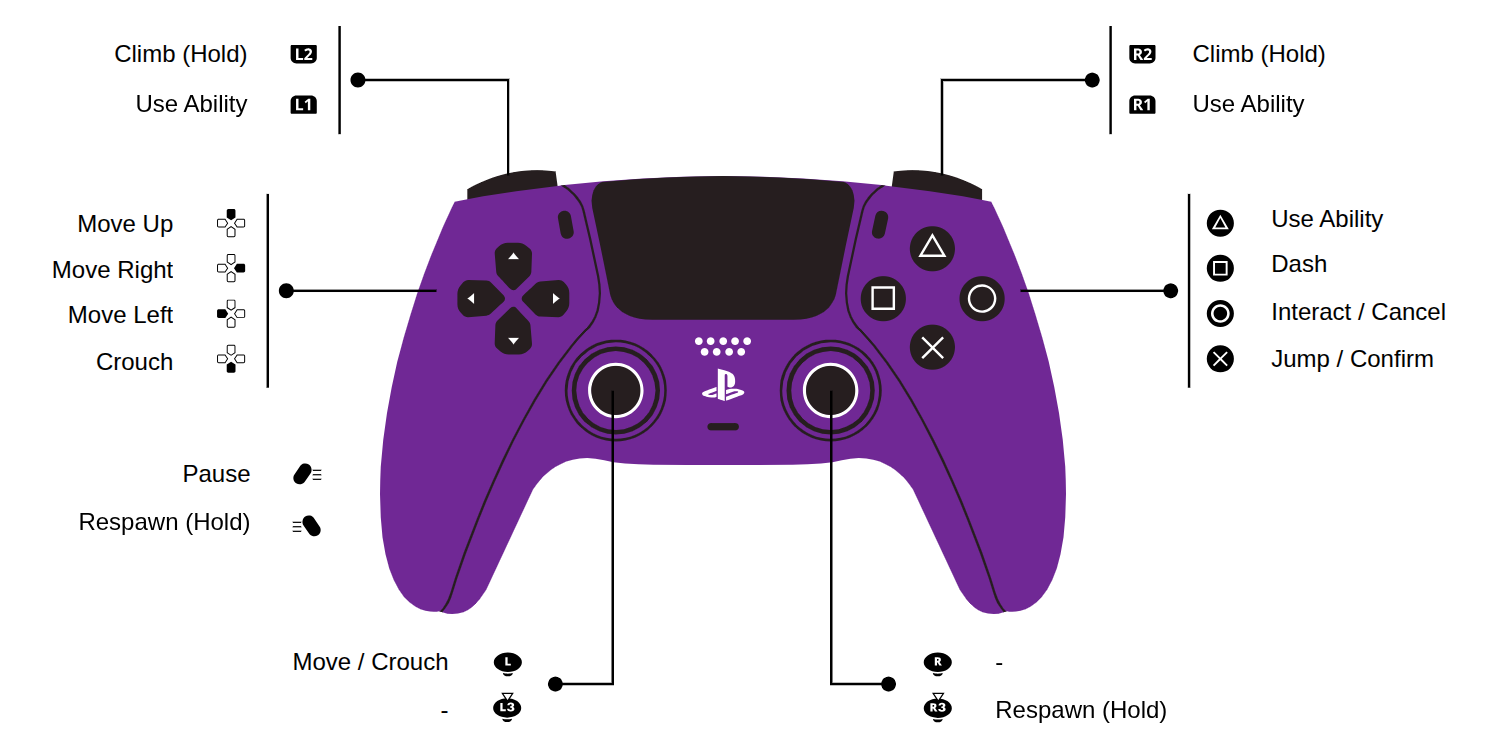 Climb (Hold) L2
Use Ability L1
R2 Climb (Hold)
R1 Use Ability
Move Up
Move Right
Move Left
Crouch
Use Ability
Dash
Interact / Cancel
Jump / Confirm
Pause
Respawn (Hold)
Move / Crouch L
- L3
R -
R3 Respawn (Hold)